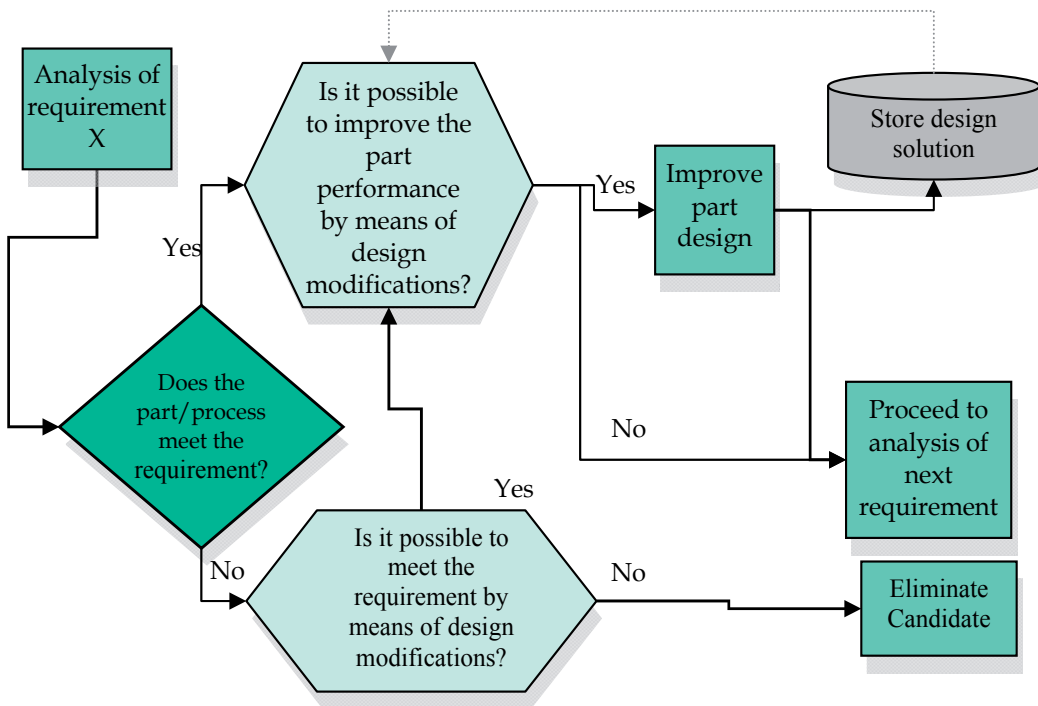 Analysis of
requirement
X
Is it possible
to improve the
part
performance
by means of
design
modifications?
Store design
solution
Yes
Improve
part
design
Yes
Does the
part/process
meet the
requirement?
No
Proceed to
analysis of
next
requirement
Yes
No
Is it possible to
meet the
requirement by
means of design
modifications?
No
Eliminate
Candidate